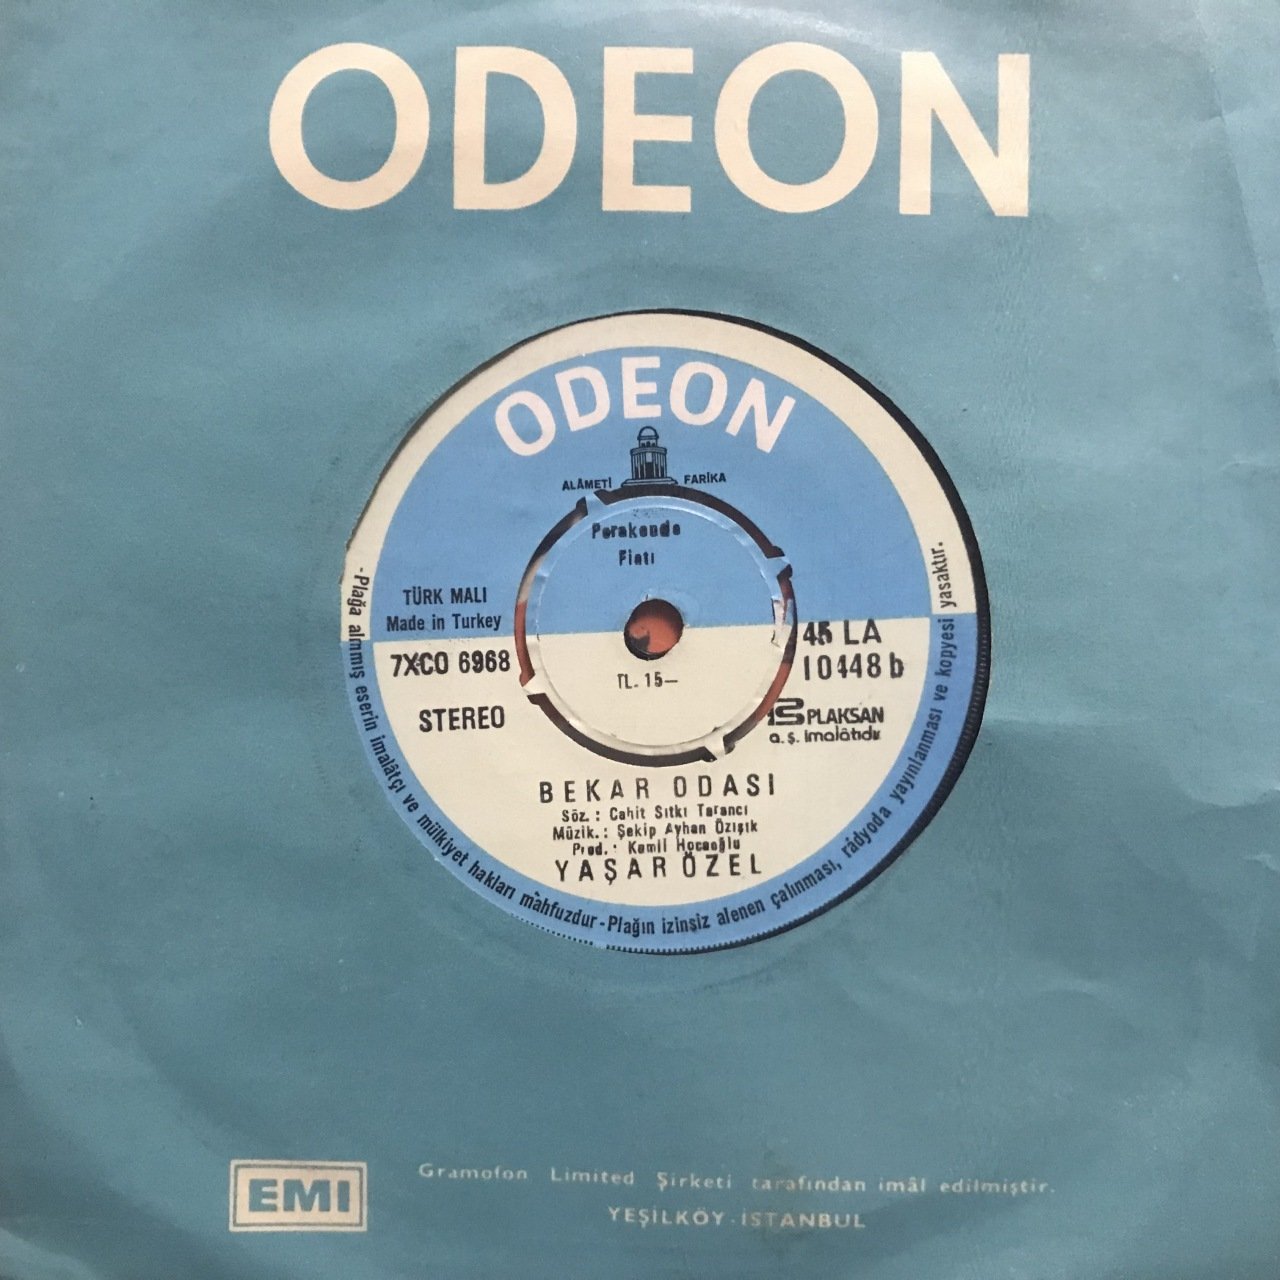 ODEON
ODEON
ALÂMETİ FARİKA
Perakende
Fiatı
TÜRK MALI
Made in Turkey
7XCO 6968
STEREO
TL. 15—
45 LA
10448 b
PLAKSAN
a.ş. imalâtıdır
BEKAR ODASI
Söz. : Cahit Sıtkı Tarancı
Müzik. : Şekip Ayhan Özışık
Prod. : Kamil Hocaoğlu
YAŞAR ÖZEL
-Plağa alınmış eserin imalâtçı ve mülkiyet hakları mahfuzdur-Plağın izinsiz alenen çalınması, râdyoda yayınlanması ve kopyesi yasaktır.
EMI
Gramofon Limited Şirketi tarafından imâl edilmiştir.
YEŞİLKÖY-İSTANBUL